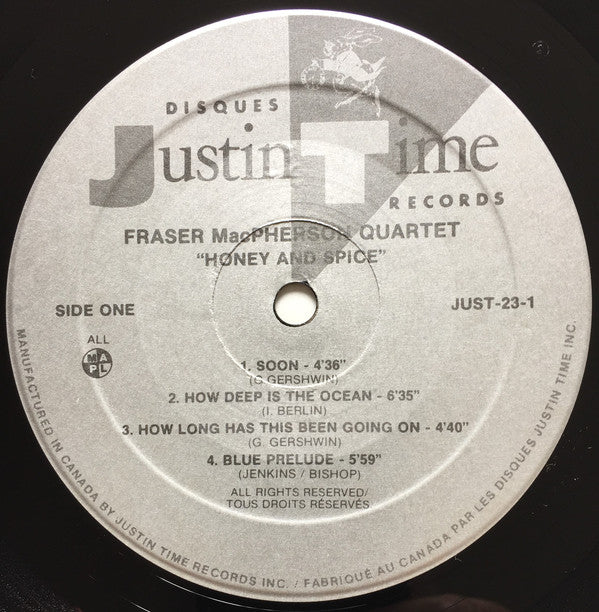 DISQUES
Justin Time
RECORDS
FRASER MacPHERSON QUARTET
"HONEY AND SPICE"
SIDE ONE
JUST-23-1
ALL
MAPL
1. SOON - 4'36"
(G GERSHWIN)
2. HOW DEEP IS THE OCEAN - 6'35"
(I. BERLIN)
3. HOW LONG HAS THIS BEEN GOING ON - 4'40"
(G. GERSHWIN)
4. BLUE PRELUDE - 5'59"
(JENKINS / BISHOP)
ALL RIGHTS RESERVED/
TOUS DROITS RÉSERVÉS
MANUFACTURED IN CANADA BY JUSTIN TIME RECORDS INC. / FABRIQUÉ AU CANADA PAR LES DISQUES JUSTIN TIME INC.